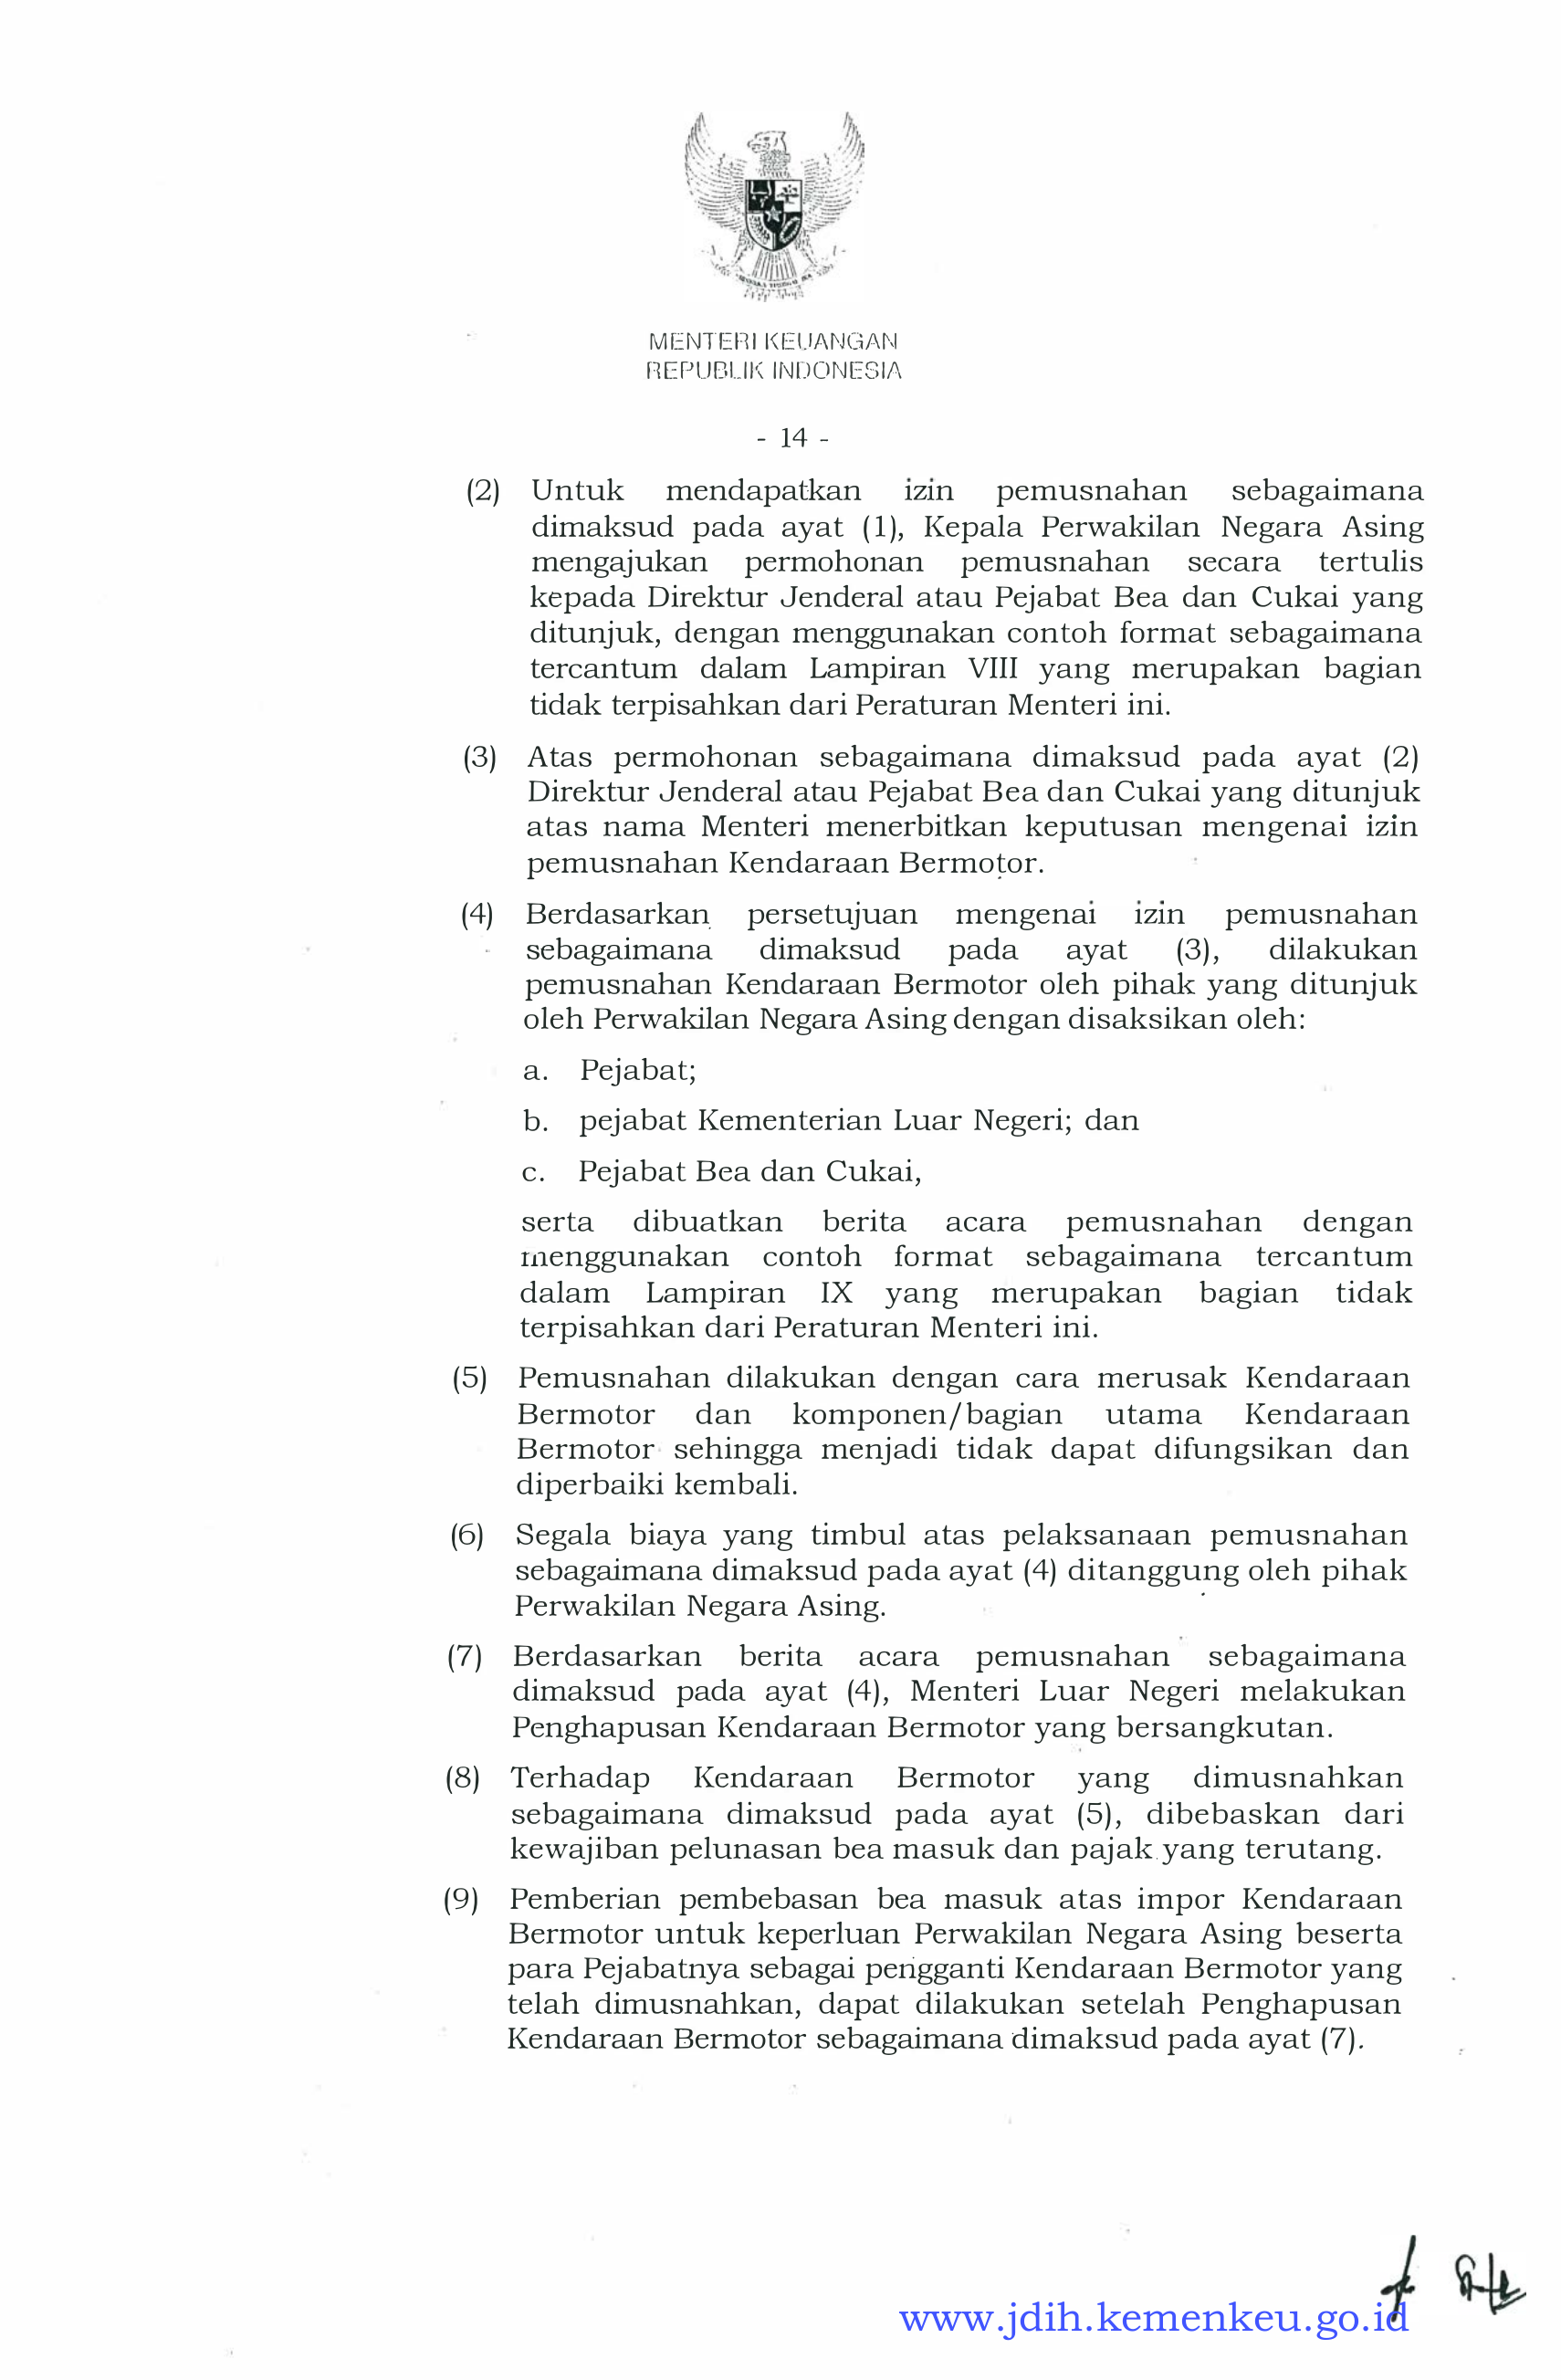 MENTERI KEUANGAN
REPUBLIK INDONESIA
- 14 -
(2) Untuk mendapatkan izin pemusnahan sebagaimana
dimaksud pada ayat (1), Kepala Perwakilan Negara Asing
mengajukan permohonan pemusnahan secara tertulis
kepada Direktur Jenderal atau Pejabat Bea dan Cukai yang
ditunjuk, dengan menggunakan contoh format sebagaimana
tercantum dalam Lampiran VIII yang merupakan bagian
tidak terpisahkan dari Peraturan Menteri ini.
(3) Atas permohonan sebagaimana dimaksud pada ayat (2)
Direktur Jenderal atau Pejabat Bea dan Cukai yang ditunjuk
atas nama Menteri menerbitkan keputusan mengenai izin
pemusnahan Kendaraan Bermotor.
(4) Berdasarkan persetujuan mengenai izin pemusnahan
sebagaimana dimaksud pada ayat (3), dilakukan
pemusnahan Kendaraan Bermotor oleh pihak yang ditunjuk
oleh Perwakilan Negara Asing dengan disaksikan oleh:
a. Pejabat;
b. pejabat Kementerian Luar Negeri; dan
c. Pejabat Bea dan Cukai,
serta dibuatkan berita acara pemusnahan dengan
menggunakan contoh format sebagaimana tercantum
dalam Lampiran IX yang merupakan bagian tidak
terpisahkan dari Peraturan Menteri ini.
(5) Pemusnahan dilakukan dengan cara merusak Kendaraan
Bermotor dan komponen/bagian utama Kendaraan
Bermotor sehingga menjadi tidak dapat difungsikan dan
diperbaiki kembali.
(6) Segala biaya yang timbul atas pelaksanaan pemusnahan
sebagaimana dimaksud pada ayat (4) ditanggung oleh pihak
Perwakilan Negara Asing.
(7) Berdasarkan berita acara pemusnahan sebagaimana
dimaksud pada ayat (4), Menteri Luar Negeri melakukan
Penghapusan Kendaraan Bermotor yang bersangkutan.
(8) Terhadap Kendaraan Bermotor yang dimusnahkan
sebagaimana dimaksud pada ayat (5), dibebaskan dari
kewajiban pelunasan bea masuk dan pajak yang terutang.
(9) Pemberian pembebasan bea masuk atas impor Kendaraan
Bermotor untuk keperluan Perwakilan Negara Asing beserta
para Pejabatnya sebagai pengganti Kendaraan Bermotor yang
telah dimusnahkan, dapat dilakukan setelah Penghapusan
Kendaraan Bermotor sebagaimana dimaksud pada ayat (7).
www.jdih.kemenkeu.go.id